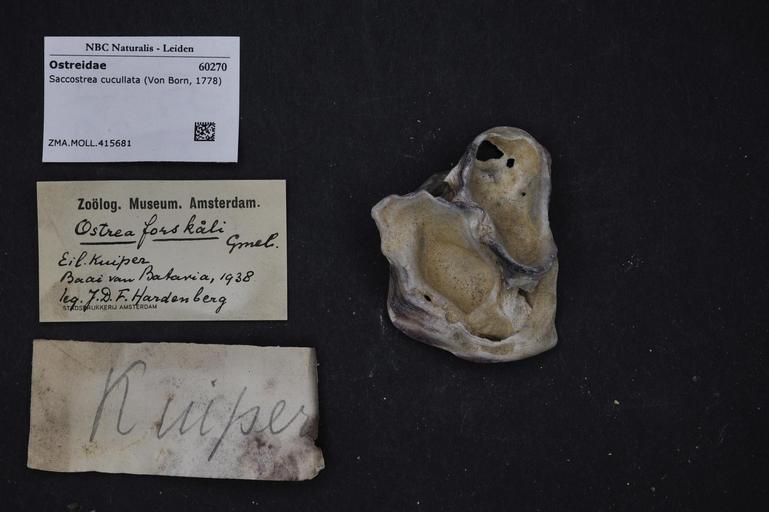 NBC Naturalis - Leiden
Ostreidae 60270
Saccostrea cucullata (Von Born, 1778)
ZMA.MOLL.415681
Zoölog. Museum. Amsterdam.
Ostrea forskåli
Gmel.
Eil. Kuiper
Baai van Batavia, 1938
leg. J.D.F. Hardenberg
STADSDRUKKERIJ AMSTERDAM
Kuiper